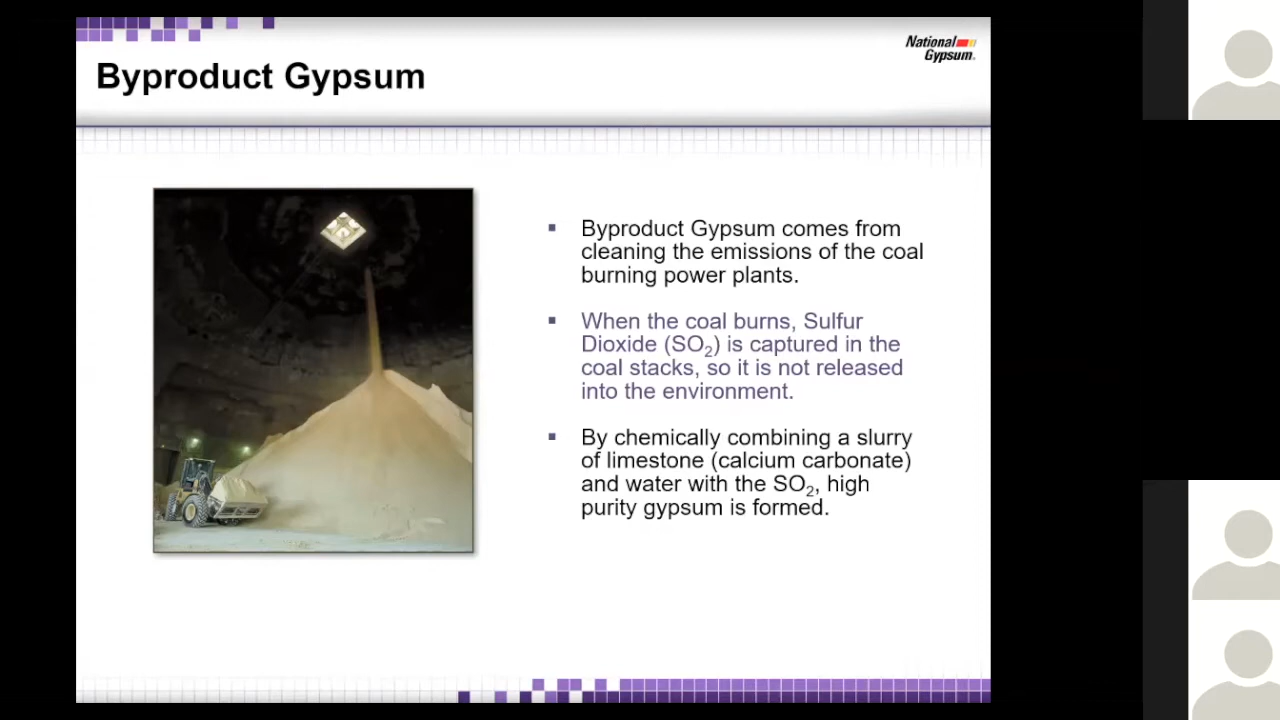 National
Gypsum
Byproduct Gypsum
Byproduct Gypsum comes from
cleaning the emissions of the coal
burning power plants.
When the coal burns, Sulfur
Dioxide (SO₂) is captured in the
coal stacks, so it is not released
into the environment.
By chemically combining a slurry
of limestone (calcium carbonate)
and water with the SO₂, high
purity gypsum is formed.